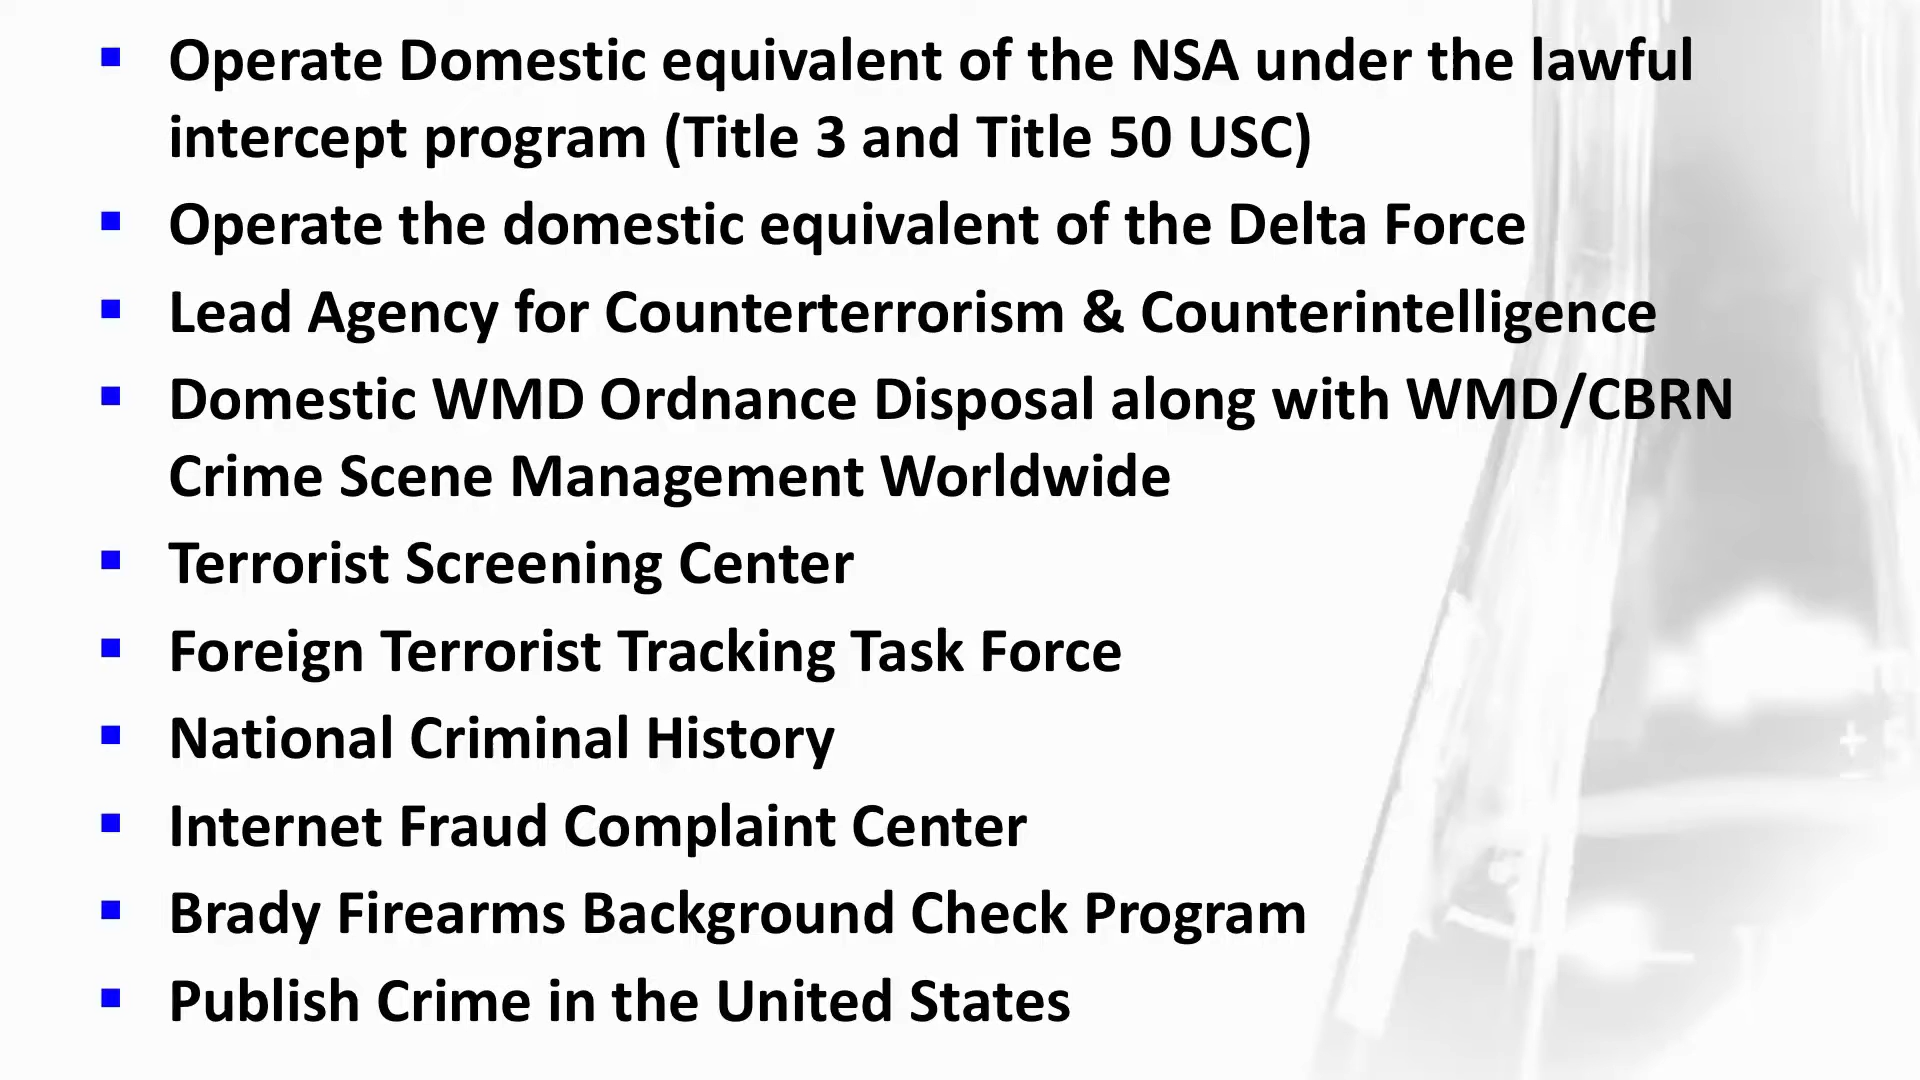 ▪ Operate Domestic equivalent of the NSA under the lawful
intercept program (Title 3 and Title 50 USC)
▪ Operate the domestic equivalent of the Delta Force
▪ Lead Agency for Counterterrorism & Counterintelligence
▪ Domestic WMD Ordnance Disposal along with WMD/CBRN
Crime Scene Management Worldwide
▪ Terrorist Screening Center
▪ Foreign Terrorist Tracking Task Force
▪ National Criminal History
▪ Internet Fraud Complaint Center
▪ Brady Firearms Background Check Program
▪ Publish Crime in the United States